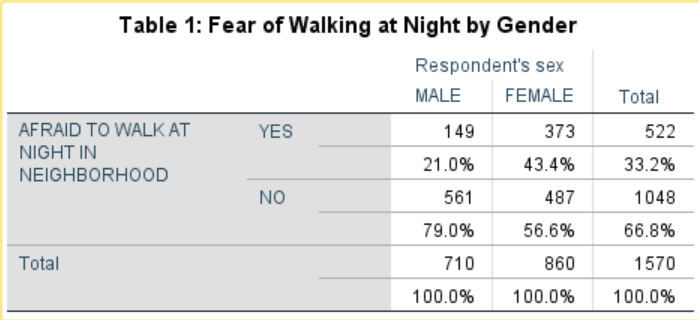 Table 1: Fear of Walking at Night by Gender
Respondent's sex
MALE FEMALE Total
AFRAID TO WALK AT NIGHT IN NEIGHBORHOOD YES 149 373 522
21.0% 43.4% 33.2%
NO 561 487 1048
79.0% 56.6% 66.8%
Total 710 860 1570
100.0% 100.0% 100.0%